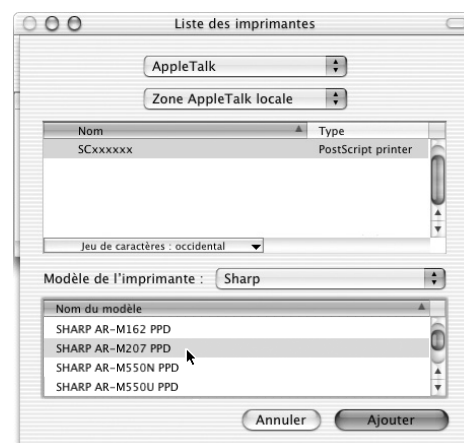 Liste des imprimantes
AppleTalk
Zone AppleTalk locale
Nom Type
SCxxxxxx PostScript printer
Jeu de caractères : occidental
Modèle de l'imprimante : Sharp
Nom du modèle
SHARP AR-M162 PPD
SHARP AR-M207 PPD
SHARP AR-M550N PPD
SHARP AR-M550U PPD
Annuler Ajouter